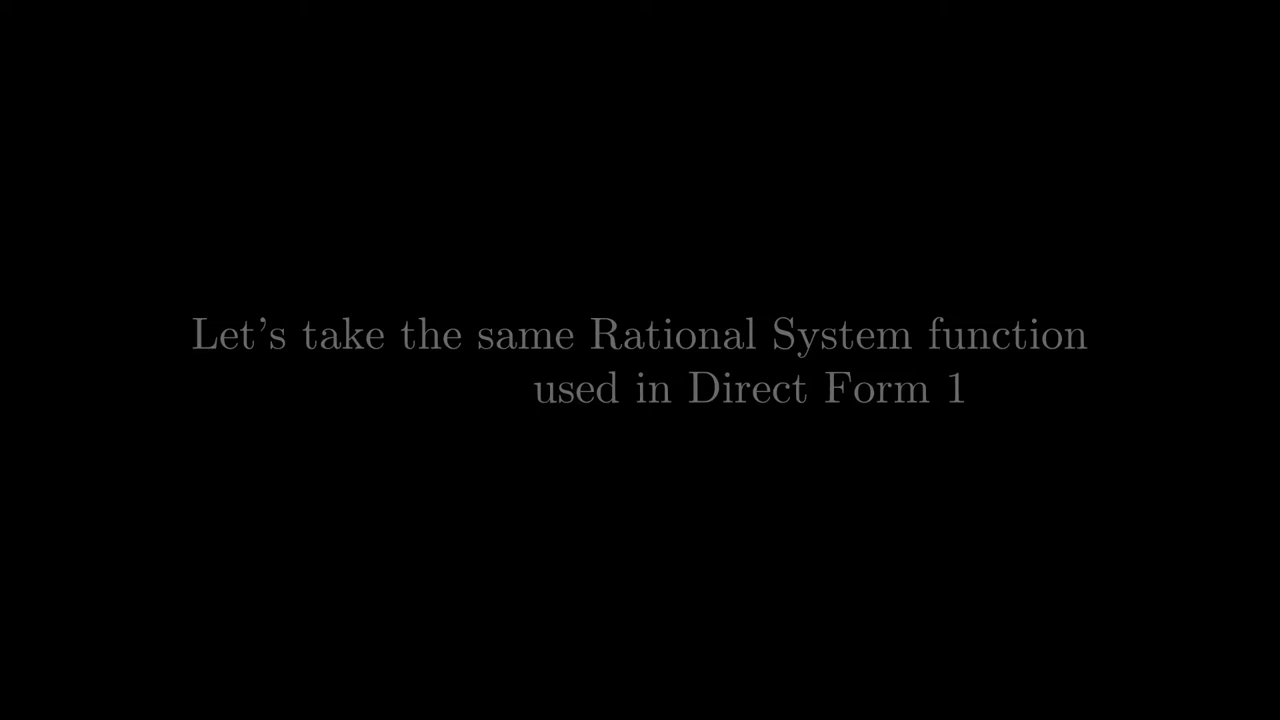 Let's take the same Rational System function
used in Direct Form 1